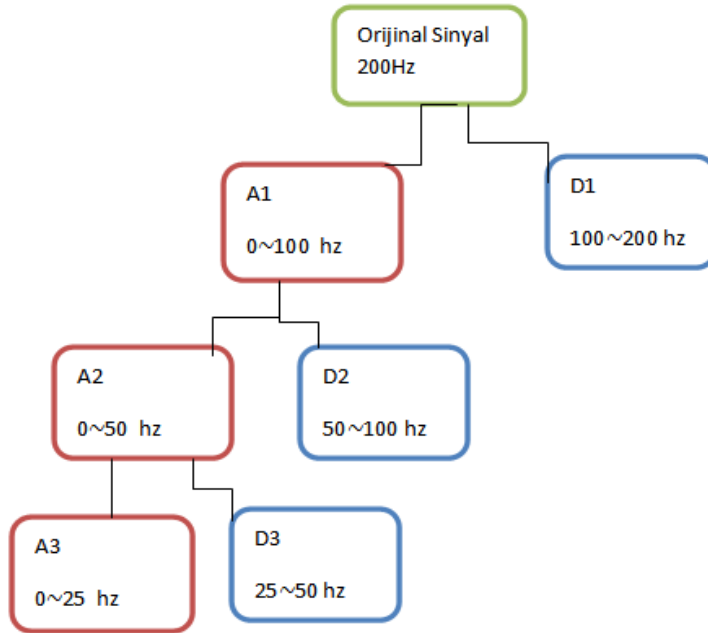 Orijinal Sinyal
200Hz
A1
0~100 hz
D1
100~200 hz
A2
0~50 hz
D2
50~100 hz
A3
0~25 hz
D3
25~50 hz